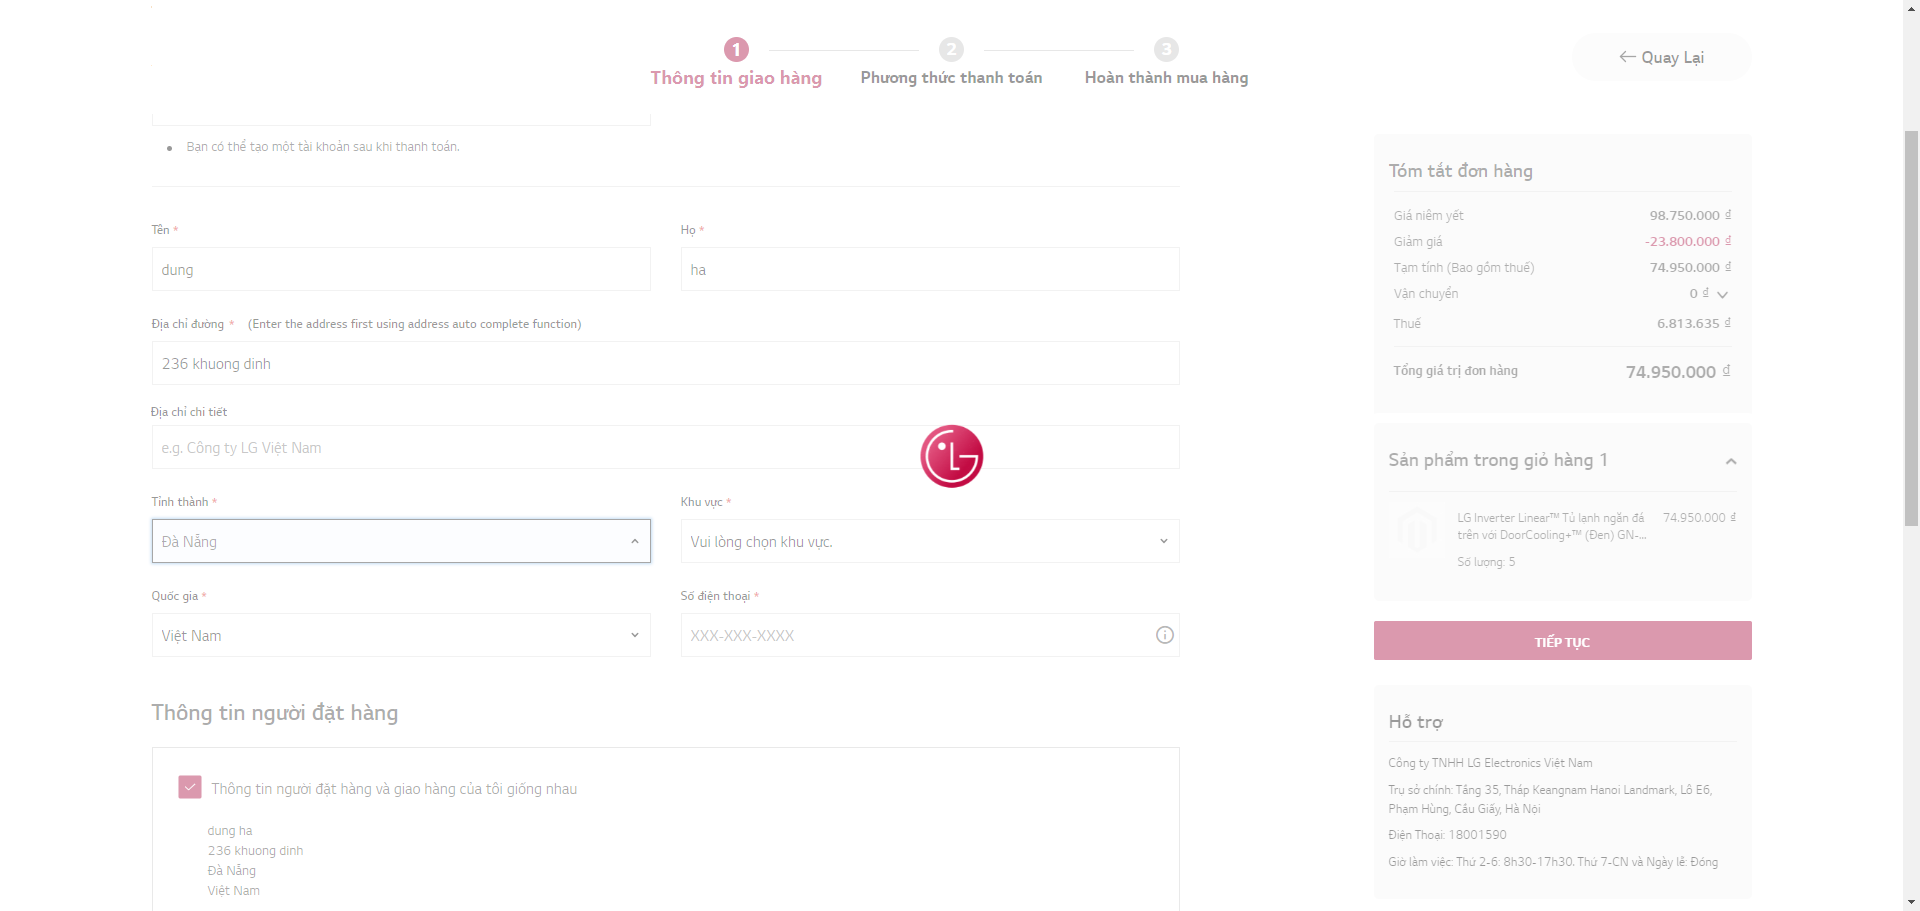 1
2
3
Thông tin giao hàng
Phương thức thanh toán
Hoàn thành mua hàng
Quay Lại
Bạn có thể tạo một tài khoản sau khi thanh toán.
Tên *
Họ *
dung
ha
Địa chỉ đường * (Enter the address first using address auto complete function)
236 khuong dinh
Địa chỉ chi tiết
e.g. Công ty LG Việt Nam
Tỉnh thành *
Khu vực *
Đà Nẵng
Vui lòng chọn khu vực.
Quốc gia *
Số điện thoại *
Việt Nam
XXX-XXX-XXXX
Thông tin người đặt hàng
Thông tin người đặt hàng và giao hàng của tôi giống nhau
dung ha
236 khuong dinh
Đà Nẵng
Việt Nam
Tóm tắt đơn hàng
Giá niêm yết 98.750.000 ₫
Giảm giá -23.800.000 ₫
Tạm tính (Bao gồm thuế) 74.950.000 ₫
Vận chuyển 0 ₫
Thuế 6.813.635 ₫
Tổng giá trị đơn hàng 74.950.000 ₫
Sản phẩm trong giỏ hàng 1
LG Inverter Linear™ Tủ lạnh ngăn đá 74.950.000 ₫
trên với DoorCooling+™ (Đen) GN-...
Số lượng: 5
TIẾP TỤC
Hỗ trợ
Công ty TNHH LG Electronics Việt Nam
Trụ sở chính: Tầng 35, Tháp Keangnam Hanoi Landmark, Lô E6,
Phạm Hùng, Cầu Giấy, Hà Nội
Điện Thoại: 18001590
Giờ làm việc: Thứ 2-6: 8h30-17h30. Thứ 7-CN và Ngày lễ: Đóng
LG